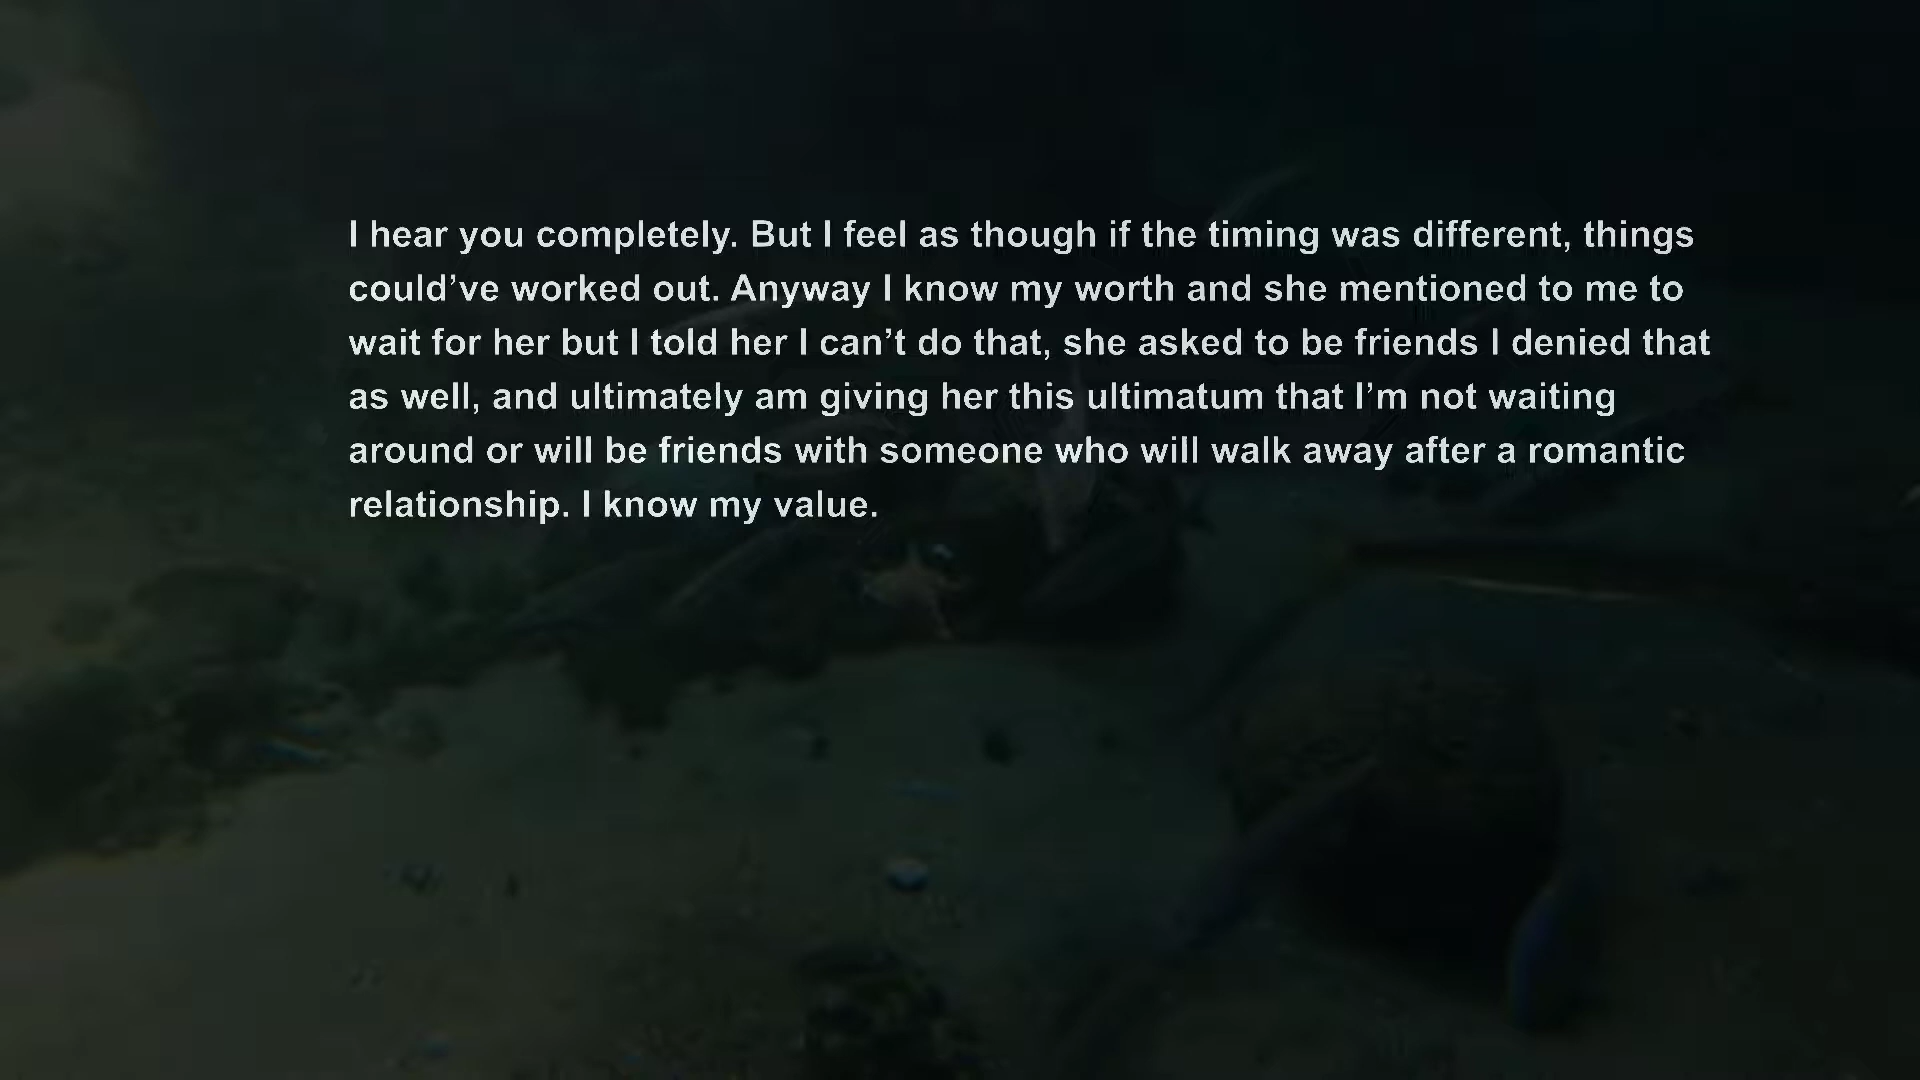 I hear you completely. But I feel as though if the timing was different, things
could’ve worked out. Anyway I know my worth and she mentioned to me to
wait for her but I told her I can’t do that, she asked to be friends I denied that
as well, and ultimately am giving her this ultimatum that I’m not waiting
around or will be friends with someone who will walk away after a romantic
relationship. I know my value.